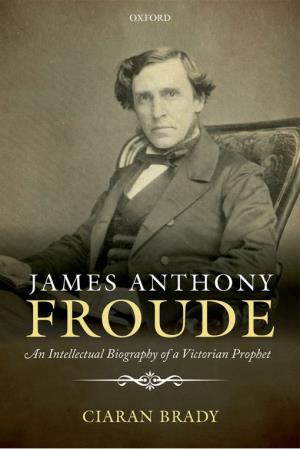 OXFORD
JAMES ANTHONY
FROUDE
An Intellectual Biography of a Victorian Prophet
CIARAN BRADY